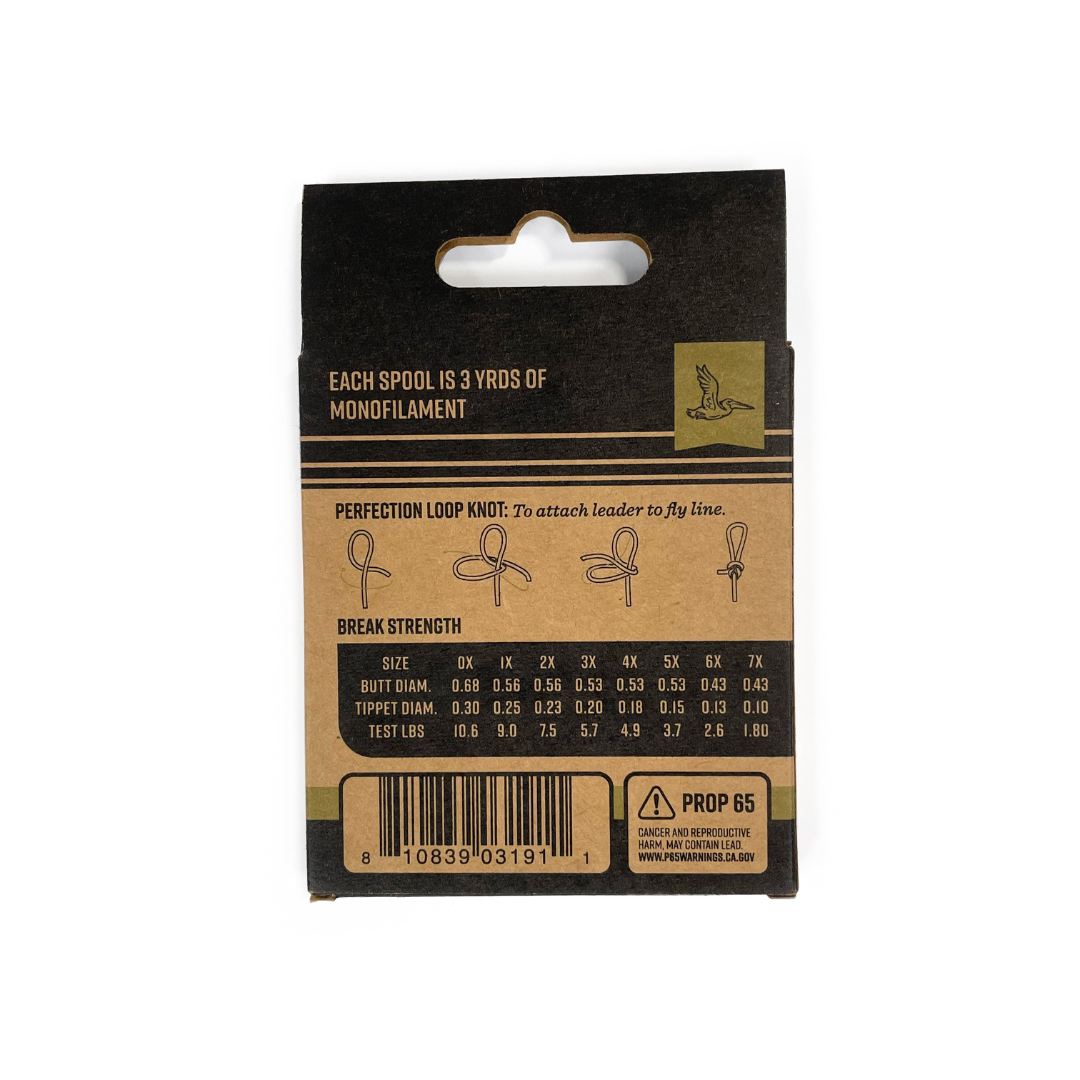 EACH SPOOL IS 3 YRDS OF
MONOFILAMENT
PERFECTION LOOP KNOT: To attach leader to fly line.
BREAK STRENGTH
SIZE 0X 1X 2X 3X 4X 5X 6X 7X
BUTT DIAM. 0.68 0.56 0.56 0.53 0.53 0.53 0.43 0.43
TIPPET DIAM. 0.30 0.25 0.23 0.20 0.18 0.15 0.13 0.10
TEST LBS 10.6 9.0 7.5 5.7 4.9 3.7 2.6 1.80
8 10839 03191 1
PROP 65
CANCER AND REPRODUCTIVE
HARM, MAY CONTAIN LEAD.
WWW.P65WARNINGS.CA.GOV